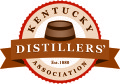 KENTUCKY
DISTILLERS'
Est. 1880
ASSOCIATION